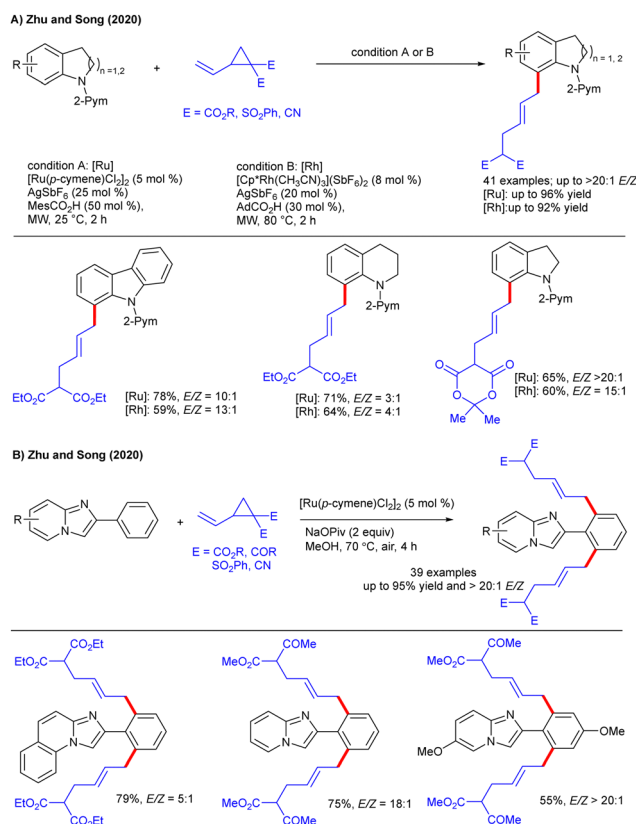 A) Zhu and Song (2020)
R
N
2-Pym
n =1,2
+
E
E
E = CO2R, SO2Ph, CN
condition A or B
R
N
2-Pym
n = 1, 2
E E
condition A: [Ru]
[Ru(p-cymene)Cl2]2 (5 mol %)
AgSbF6 (25 mol %)
MesCO2H (50 mol %),
MW, 25 °C, 2 h
condition B: [Rh]
[Cp*Rh(CH3CN)3](SbF6)2 (8 mol %)
AgSbF6 (20 mol %)
AdCO2H (30 mol %),
MW, 80 °C, 2 h
41 examples; up to >20:1 E/Z
[Ru]: up to 96% yield
[Rh]:up to 92% yield
N
2-Pym
EtO2C CO2Et
[Ru]: 78%, E/Z = 10:1
[Rh]: 59%, E/Z = 13:1
N
2-Pym
EtO2C CO2Et
[Ru]: 71%, E/Z = 3:1
[Rh]: 64%, E/Z = 4:1
N
2-Pym
O O
O O
Me Me
[Ru]: 65%, E/Z >20:1
[Rh]: 60%, E/Z = 15:1
B) Zhu and Song (2020)
R
N
N
+
E
E
E = CO2R, COR
SO2Ph, CN
[Ru(p-cymene)Cl2]2 (5 mol %)
NaOPiv (2 equiv)
MeOH, 70 °C, air, 4 h
E
E
R
N
N
E
E
39 examples
up to 95% yield and > 20:1 E/Z
CO2Et
EtO2C
N
N
EtO2C
CO2Et
79%, E/Z = 5:1
COMe
MeO2C
N
N
MeO2C
COMe
75%, E/Z = 18:1
COMe
MeO2C
N
N
MeO
OMe
MeO2C
COMe
55%, E/Z > 20:1